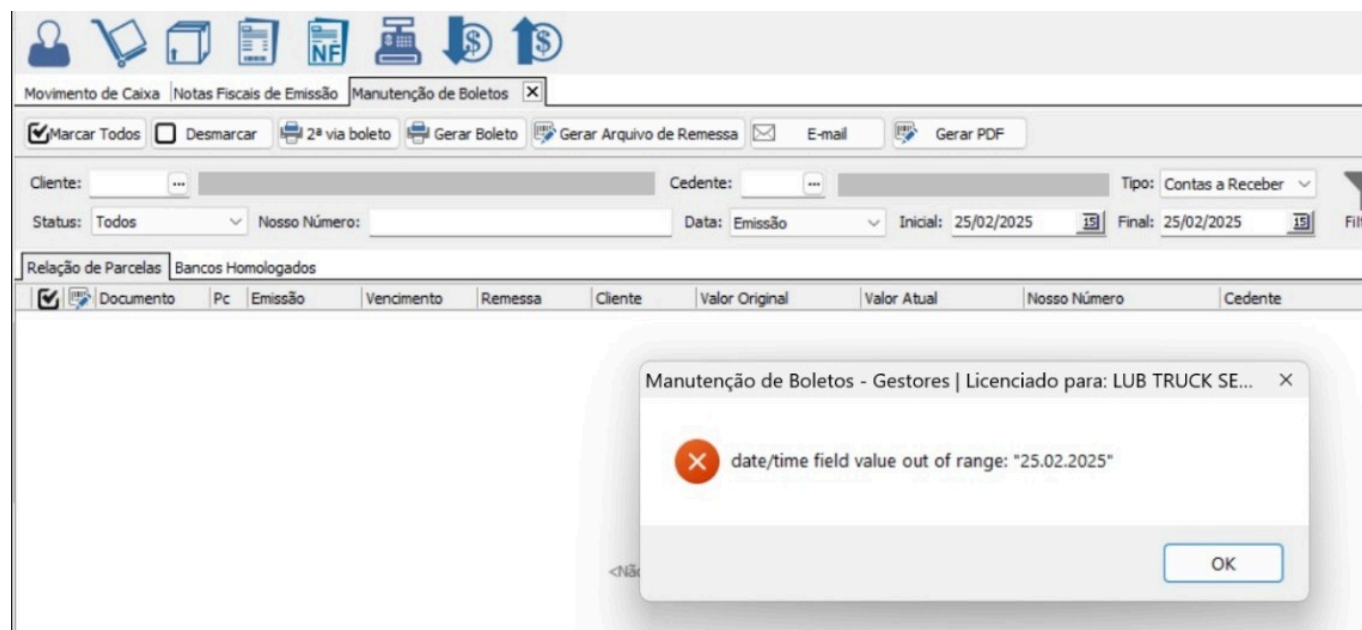 NF
Movimento de Caixa Notas Fiscais de Emissão Manutenção de Boletos
Marcar Todos Desmarcar 2ª via boleto Gerar Boleto Gerar Arquivo de Remessa E-mail Gerar PDF
Cliente: ... Cedente: ... Tipo: Contas a Receber
Status: Todos Nosso Número: Data: Emissão Inicial: 25/02/2025 15 Final: 25/02/2025 15
Relação de Parcelas Bancos Homologados
Documento Pc Emissão Vencimento Remessa Cliente Valor Original Valor Atual Nosso Número Cedente
Manutenção de Boletos - Gestores | Licenciado para: LUB TRUCK SE...
date/time field value out of range: "25.02.2025"
OK